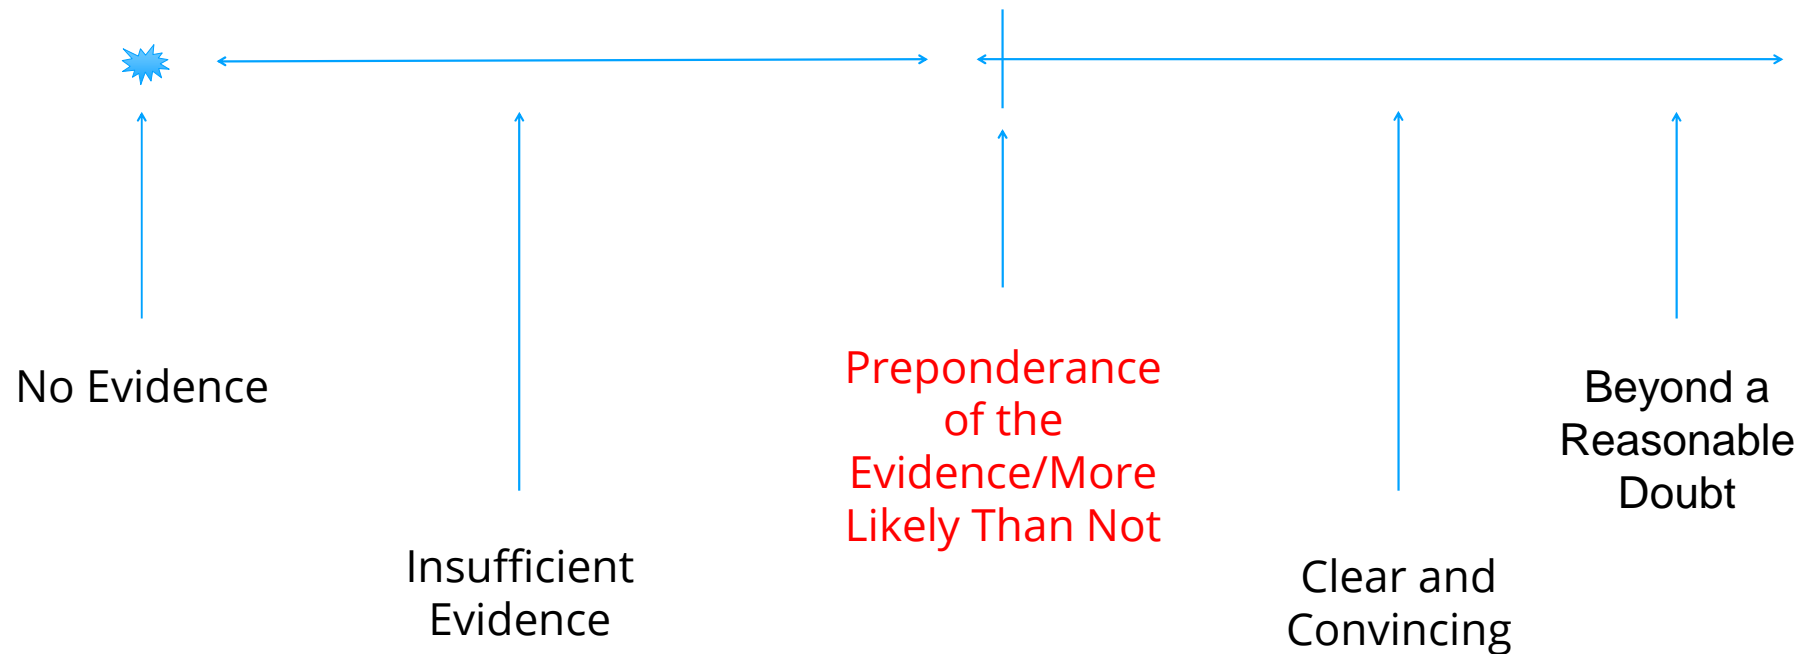 No Evidence
Insufficient
Evidence
Preponderance
of the
Evidence/More
Likely Than Not
Clear and
Convincing
Beyond a
Reasonable
Doubt